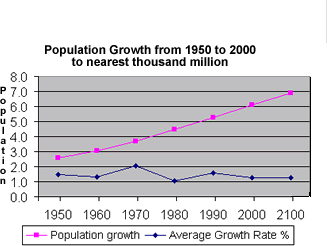 Population Growth from 1950 to 2000
to nearest thousand million
8.0
7.0
6.0
5.0
4.0
3.0
2.0
1.0
0.0
Population
1950 1960 1970 1980 1990 2000 2100
Population growth Average Growth Rate %